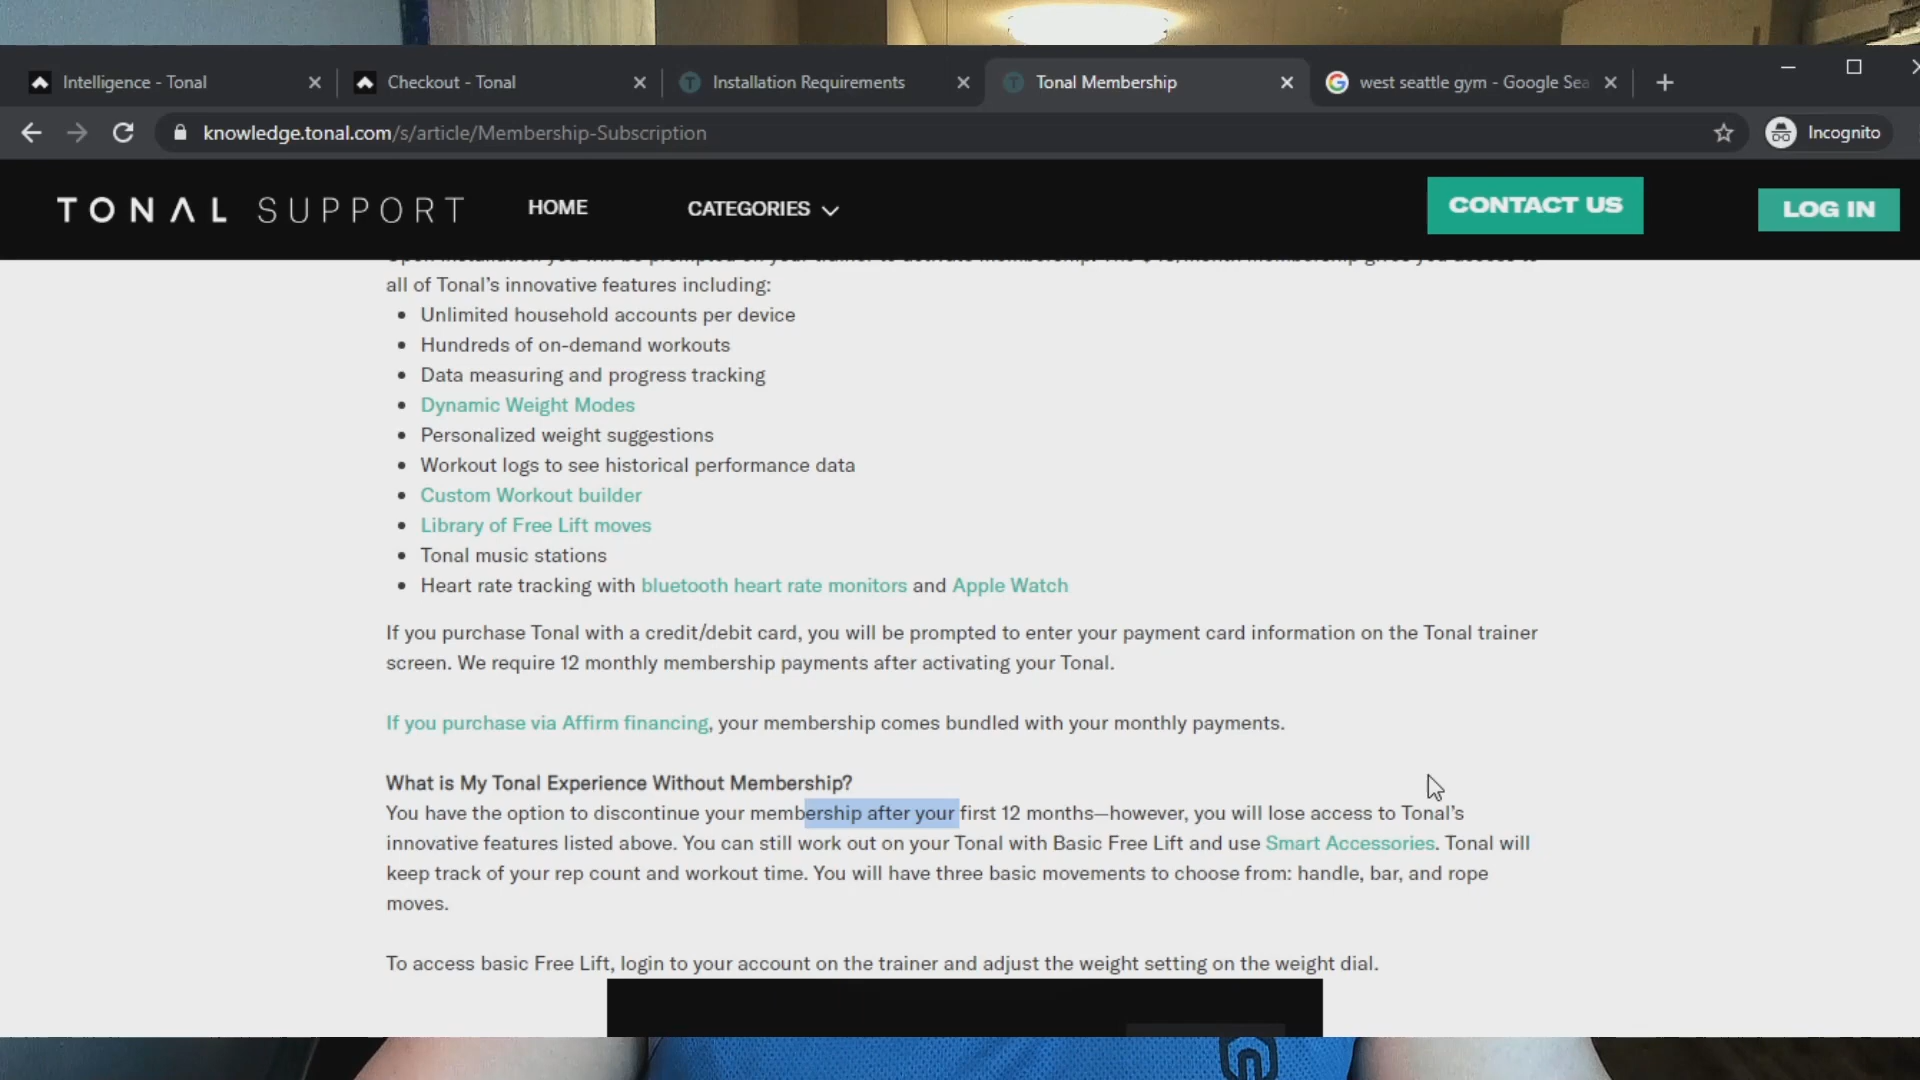 Intelligence - Tonal
Checkout - Tonal
Installation Requirements
Tonal Membership
west seattle gym - Google Sea
knowledge.tonal.com/s/article/Membership-Subscription
Incognito
TONAL SUPPORT
HOME
CATEGORIES
CONTACT US
LOG IN
all of Tonal’s innovative features including:
• Unlimited household accounts per device
• Hundreds of on-demand workouts
• Data measuring and progress tracking
• Dynamic Weight Modes
• Personalized weight suggestions
• Workout logs to see historical performance data
• Custom Workout builder
• Library of Free Lift moves
• Tonal music stations
• Heart rate tracking with bluetooth heart rate monitors and Apple Watch
If you purchase Tonal with a credit/debit card, you will be prompted to enter your payment card information on the Tonal trainer
screen. We require 12 monthly membership payments after activating your Tonal.
If you purchase via Affirm financing, your membership comes bundled with your monthly payments.
What is My Tonal Experience Without Membership?
You have the option to discontinue your membership after your first 12 months—however, you will lose access to Tonal’s
innovative features listed above. You can still work out on your Tonal with Basic Free Lift and use Smart Accessories. Tonal will
keep track of your rep count and workout time. You will have three basic movements to choose from: handle, bar, and rope
moves.
To access basic Free Lift, login to your account on the trainer and adjust the weight setting on the weight dial.